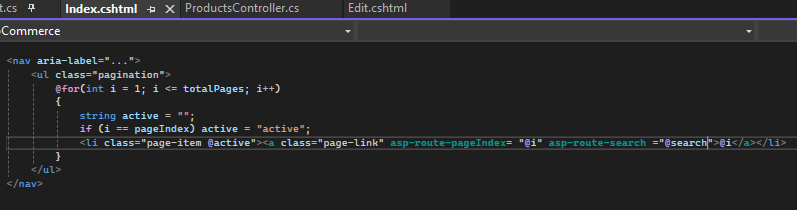 t.cs Index.cshtml ProductsController.cs Edit.cshtml
Commerce
<nav aria-label="...">
<ul class="pagination">
@for(int i = 1; i <= totalPages; i++)
{
string active = "";
if (i == pageIndex) active = "active";
<li class="page-item @active"><a class="page-link" asp-route-pageIndex= "@i" asp-route-search ="@search">@i</a></li>
}
</ul>
</nav>